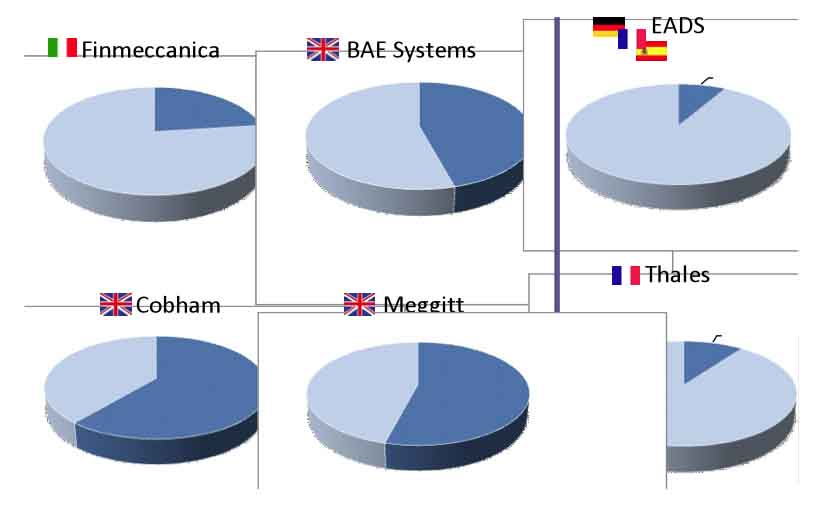 Finmeccanica
BAE Systems
EADS
Cobham
Meggitt
Thales